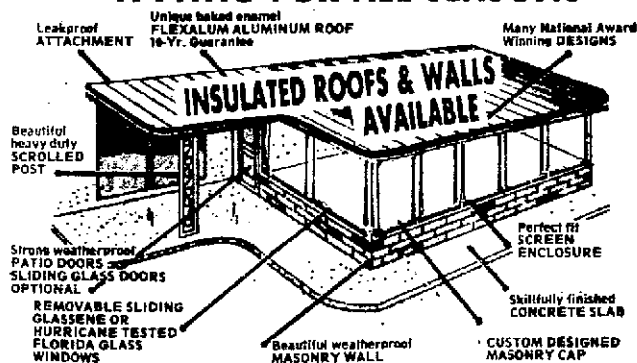 Leakproof
ATTACHMENT
Unique baked enamel
FLEXALUM ALUMINUM ROOF
10-Yr. Guarantee
Many National Award
Winning DESIGNS
INSULATED ROOFS & WALLS
AVAILABLE
Beautiful
heavy duty
SCROLLED
POST
Strong weatherproof
PATIO DOORS
SLIDING GLASS DOORS
OPTIONAL
REMOVABLE SLIDING
GLASSENE OR
HURRICANE TESTED
FLORIDA GLASS
WINDOWS
Beautiful weatherproof
MASONRY WALL
Perfect fit
SCREEN
ENCLOSURE
Skillfully finished
CONCRETE SLAB
CUSTOM DESIGNED
MASONRY CAP